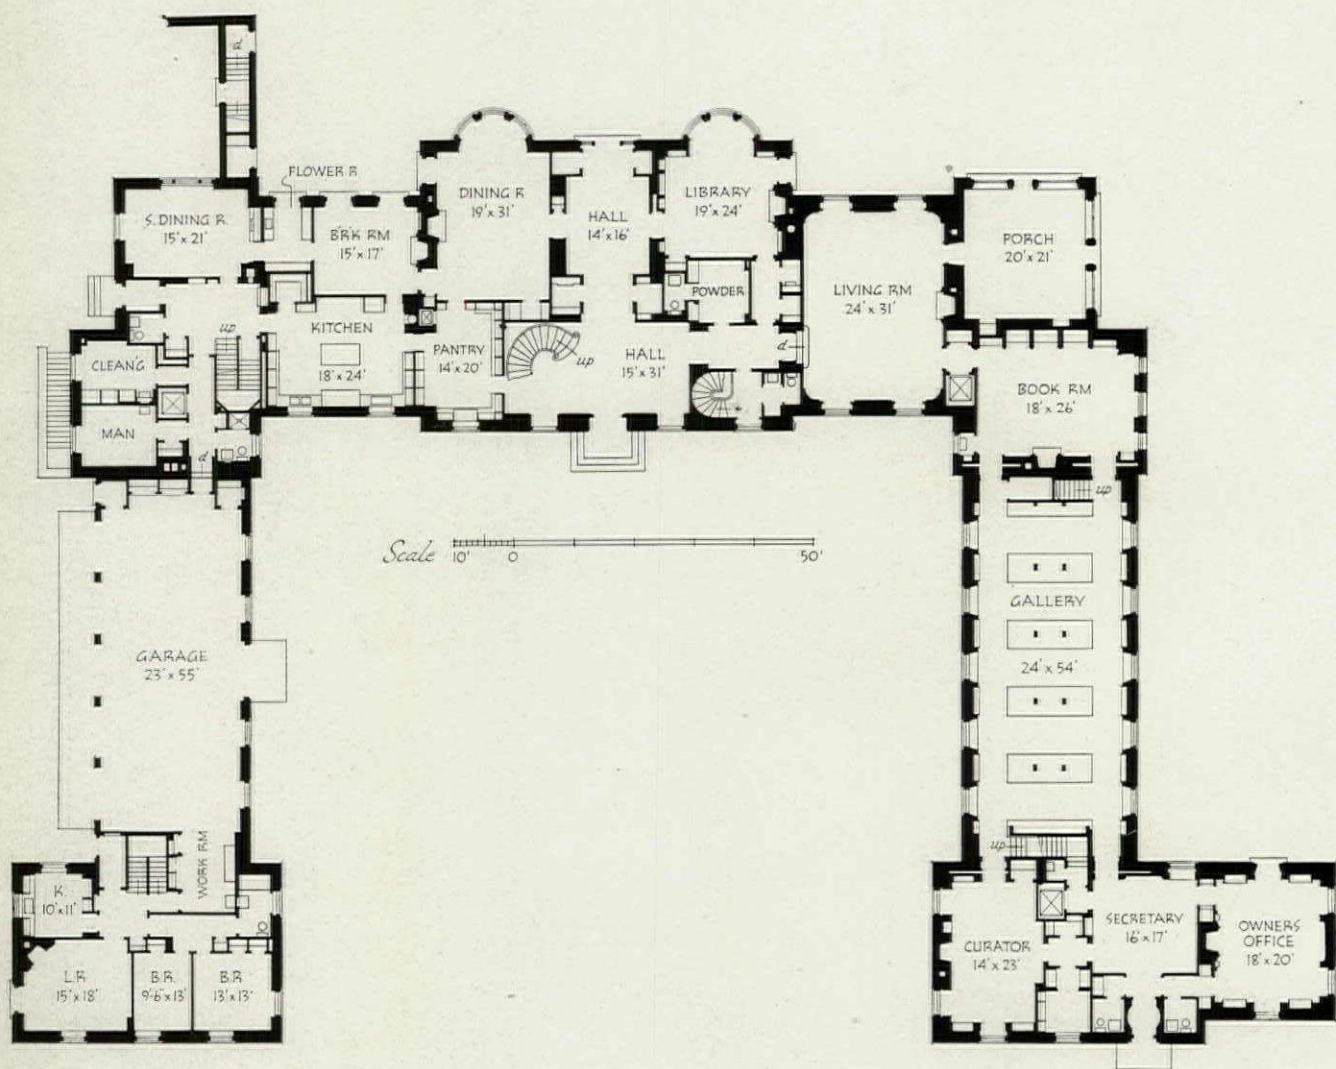 d
FLOWER R
S. DINING R.
15' x 21'
BR'K RM
15' x 17'
DINING R
19' x 31'
HALL
14' x 16'
LIBRARY
19' x 24'
PORCH
20' x 21'
LIVING RM
24' x 31'
POWDER
up
KITCHEN
18' x 24'
PANTRY
14' x 20'
up
HALL
15' x 31'
d
CLEAN'G
MAN
d
BOOK RM
18' x 26'
up
Scale 10' 0 50'
GALLERY
24' x 54'
GARAGE
23' x 55'
up
WORK RM
K.
10' x 11'
L.R
15' x 18'
B.R.
9'-6" x 13'
B.R
13' x 13'
CURATOR
14' x 23'
SECRETARY
16' x 17'
OWNERS
OFFICE
18' x 20'